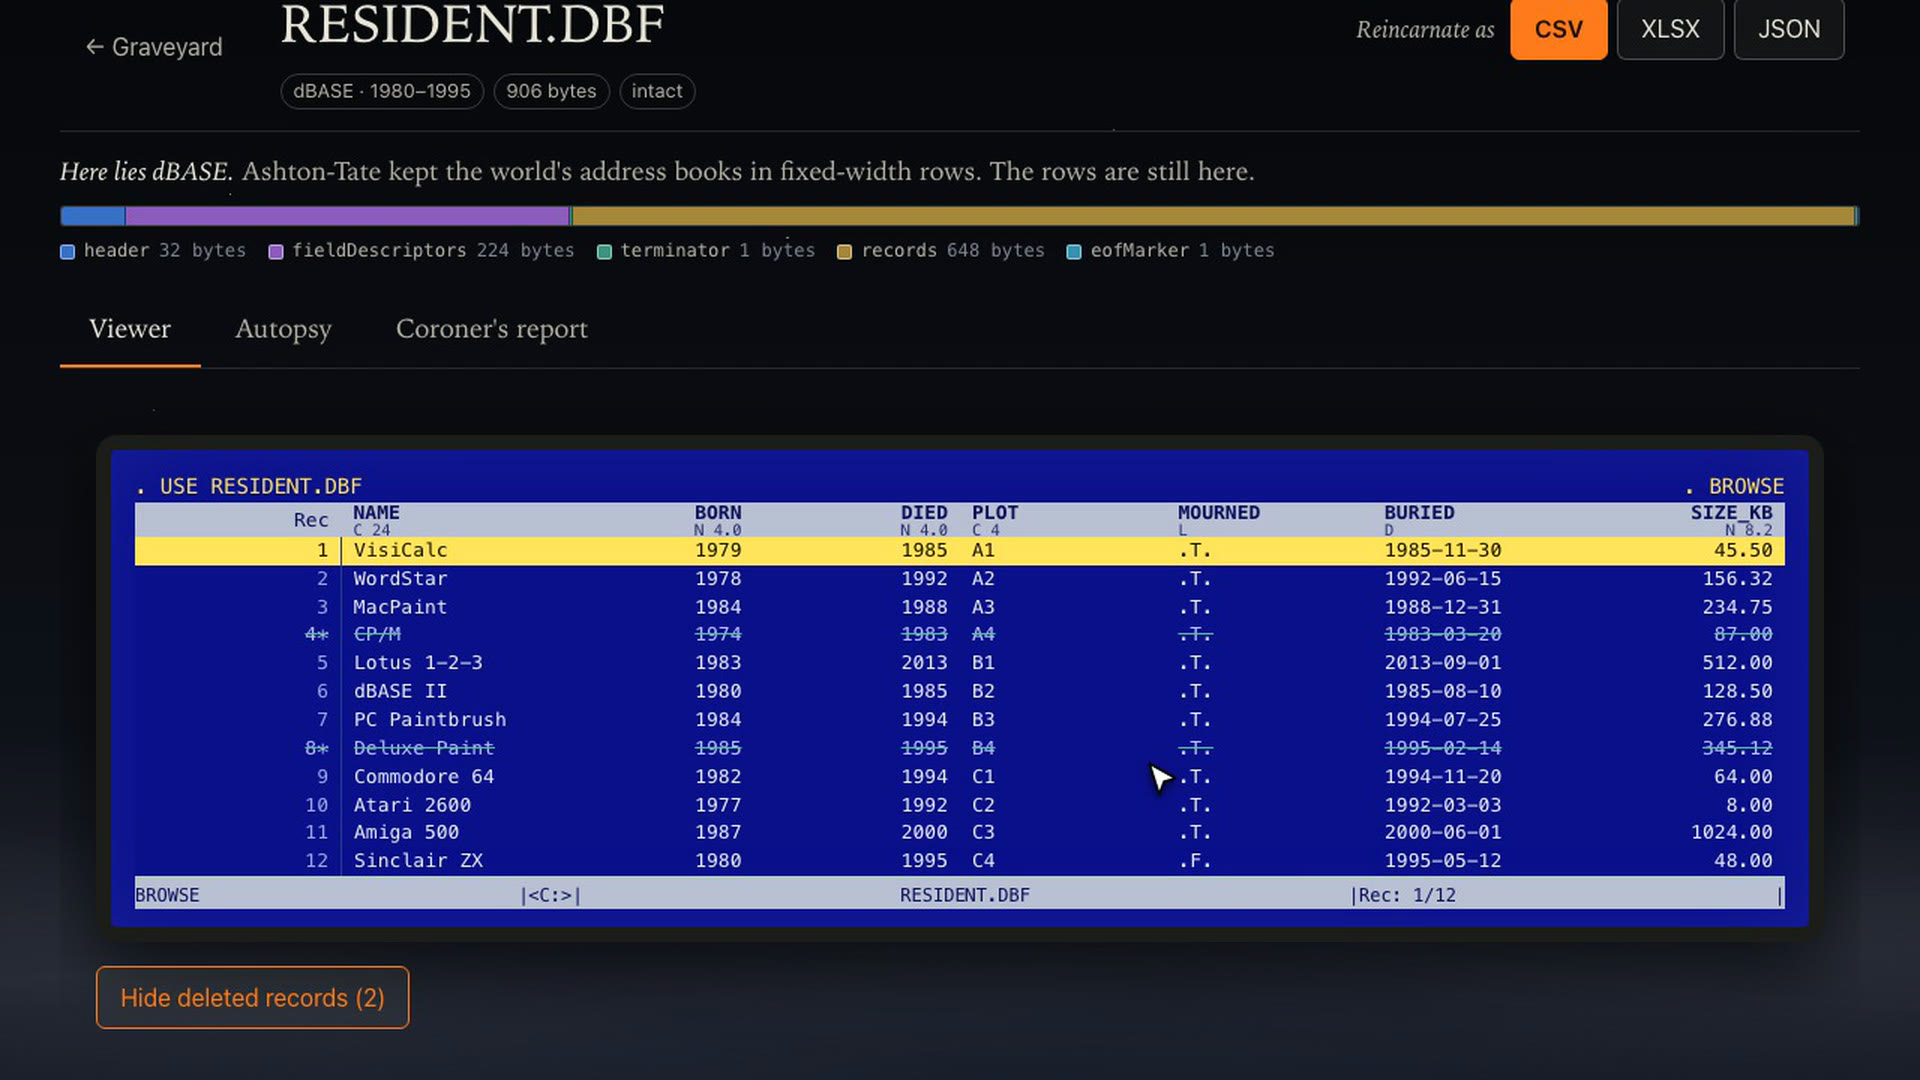 ← Graveyard
RESIDENT.DBF
Reincarnate as CSV XLSX JSON
dBASE · 1980–1995 906 bytes intact
Here lies dBASE. Ashton-Tate kept the world's address books in fixed-width rows. The rows are still here.
header 32 bytes fieldDescriptors 224 bytes terminator 1 bytes records 648 bytes eofMarker 1 bytes
Viewer Autopsy Coroner's report
. USE RESIDENT.DBF . BROWSE
Rec NAME BORN DIED PLOT MOURNED BURIED SIZE_KB
C 24 N 4.0 N 4.0 C 4 L D N 8.2
1 VisiCalc 1979 1985 A1 .T. 1985-11-30 45.50
2 WordStar 1978 1992 A2 .T. 1992-06-15 156.32
3 MacPaint 1984 1988 A3 .T. 1988-12-31 234.75
4* CP/M 1974 1983 A4 .T. 1983-03-20 87.00
5 Lotus 1-2-3 1983 2013 B1 .T. 2013-09-01 512.00
6 dBASE II 1980 1985 B2 .T. 1985-08-10 128.50
7 PC Paintbrush 1984 1994 B3 .T. 1994-07-25 276.88
8* Deluxe Paint 1985 1995 B4 .T. 1995-02-14 345.12
9 Commodore 64 1982 1994 C1 .T. 1994-11-20 64.00
10 Atari 2600 1977 1992 C2 .T. 1992-03-03 8.00
11 Amiga 500 1987 2000 C3 .T. 2000-06-01 1024.00
12 Sinclair ZX 1980 1995 C4 .F. 1995-05-12 48.00
BROWSE |<C:>| RESIDENT.DBF |Rec: 1/12 |
Hide deleted records (2)